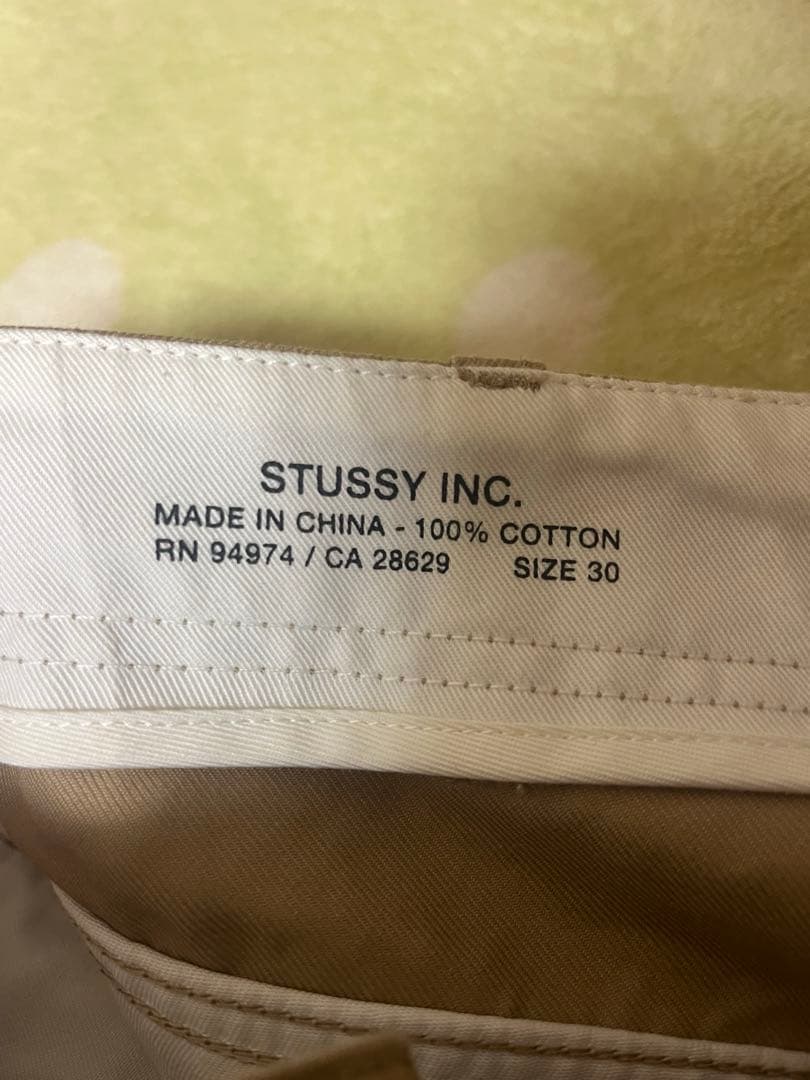 STUSSY INC.
MADE IN CHINA - 100% COTTON
RN 94974 / CA 28629 SIZE 30